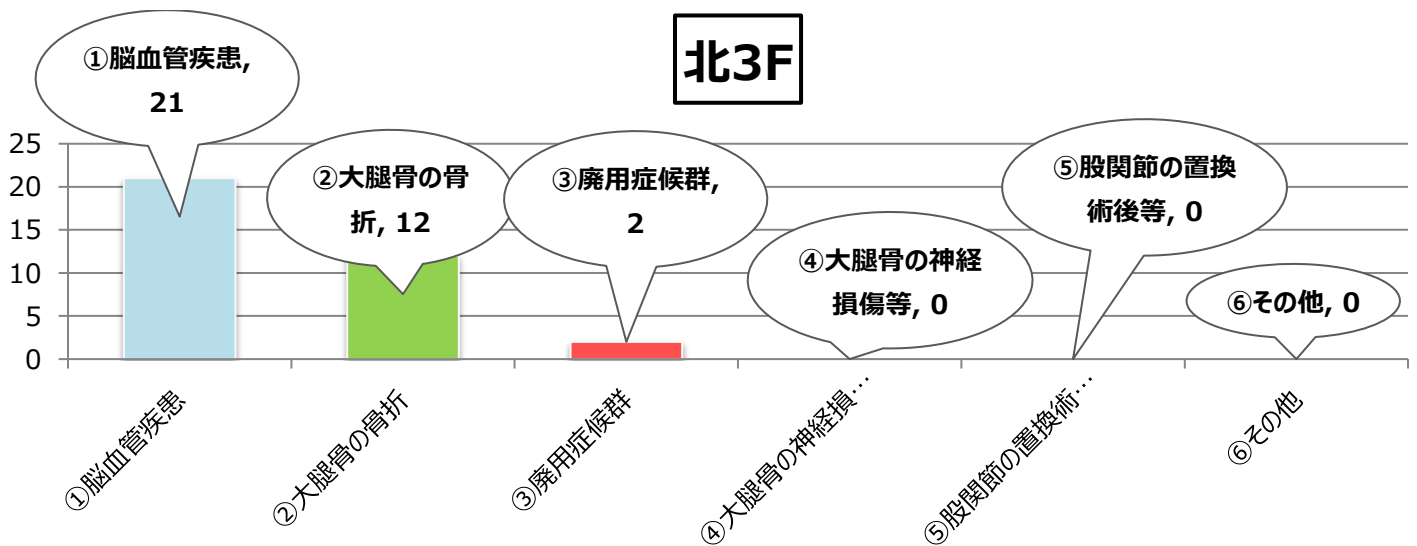 北3F
①脳血管疾患,
21
②大腿骨の骨
折, 12
③廃用症候群,
2
④大腿骨の神経
損傷等, 0
⑤股関節の置換
術後等, 0
⑥その他, 0
25
20
15
10
5
0
①脳血管疾患
②大腿骨の骨折
③廃用症候群
④大腿骨の神経損…
⑤股関節の置換術…
⑥その他